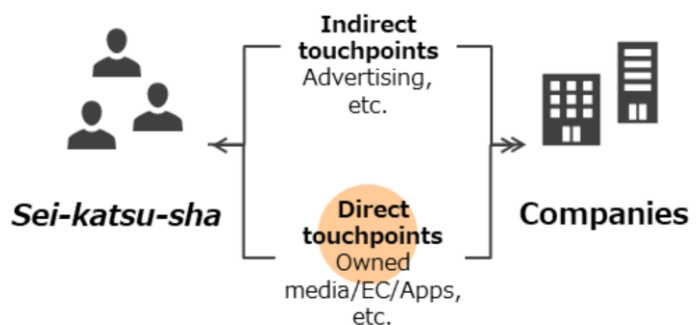 Indirect
touchpoints
Advertising,
etc.
Sei-katsu-sha
Companies
Direct
touchpoints
Owned
media/EC/Apps,
etc.